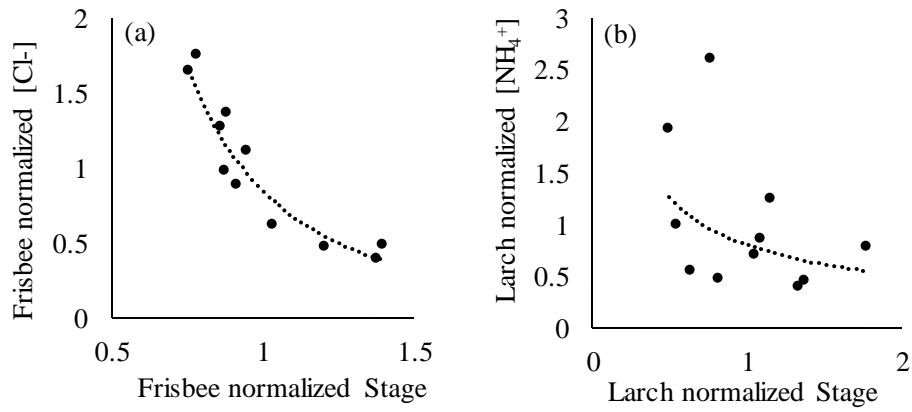 (a)
Frisbee normalized [Cl-]
2
1.5
1
0.5
0
0.5 1 1.5
Frisbee normalized Stage
(b)
Larch normalized [NH₄⁺]
3
2.5
2
1.5
1
0.5
0
0 1 2
Larch normalized Stage